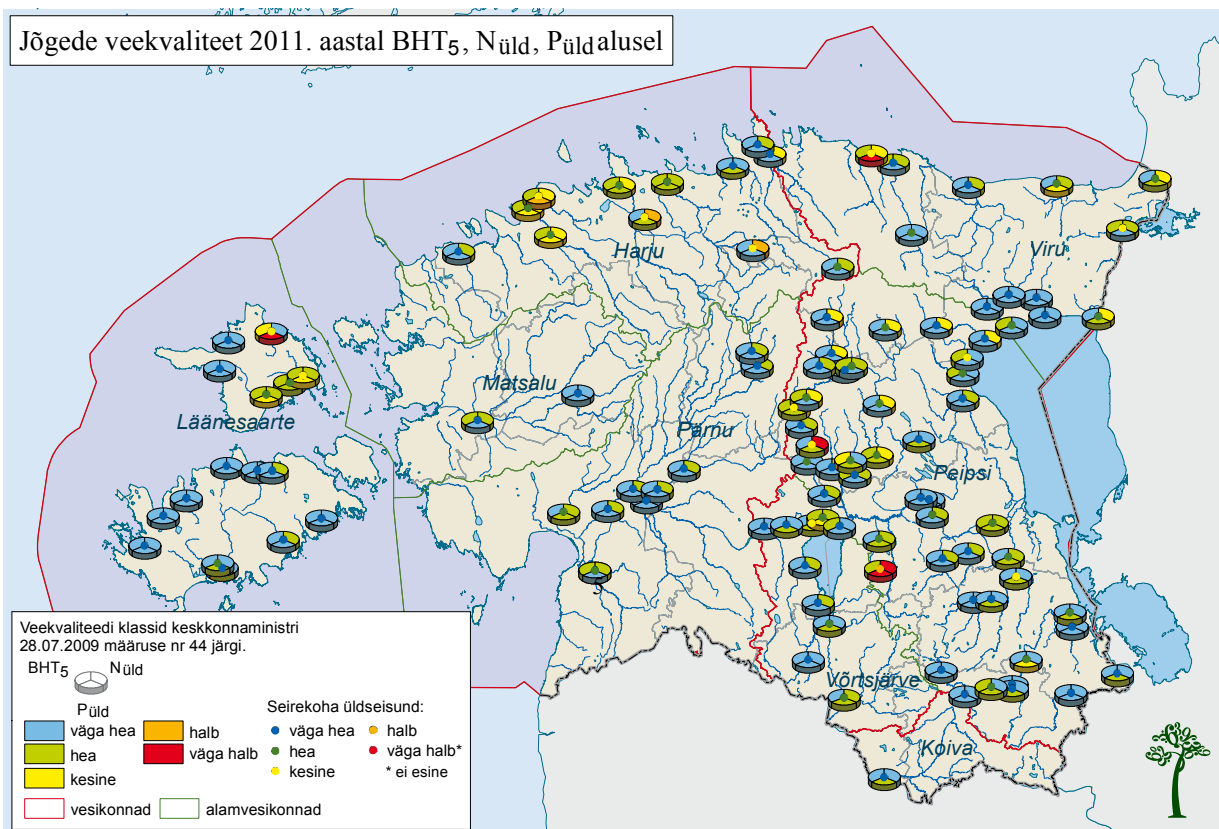 Jõgede veekvaliteet 2011. aastal BHT5, Nüld, Püld alusel
Harju
Viru
Matsalu
Läänesaarte
Pärnu
Peipsi
Võrtsjärve
Koiva
Veekvaliteedi klassid keskkonnaministri
28.07.2009 määruse nr 44 järgi.
BHT5 Nüld
Püld
väga hea
hea
kesine
halb
väga halb
Seirekoha üldseisund:
väga hea
hea
kesine
halb
väga halb*
* ei esine
vesikonnad
alamvesikonnad